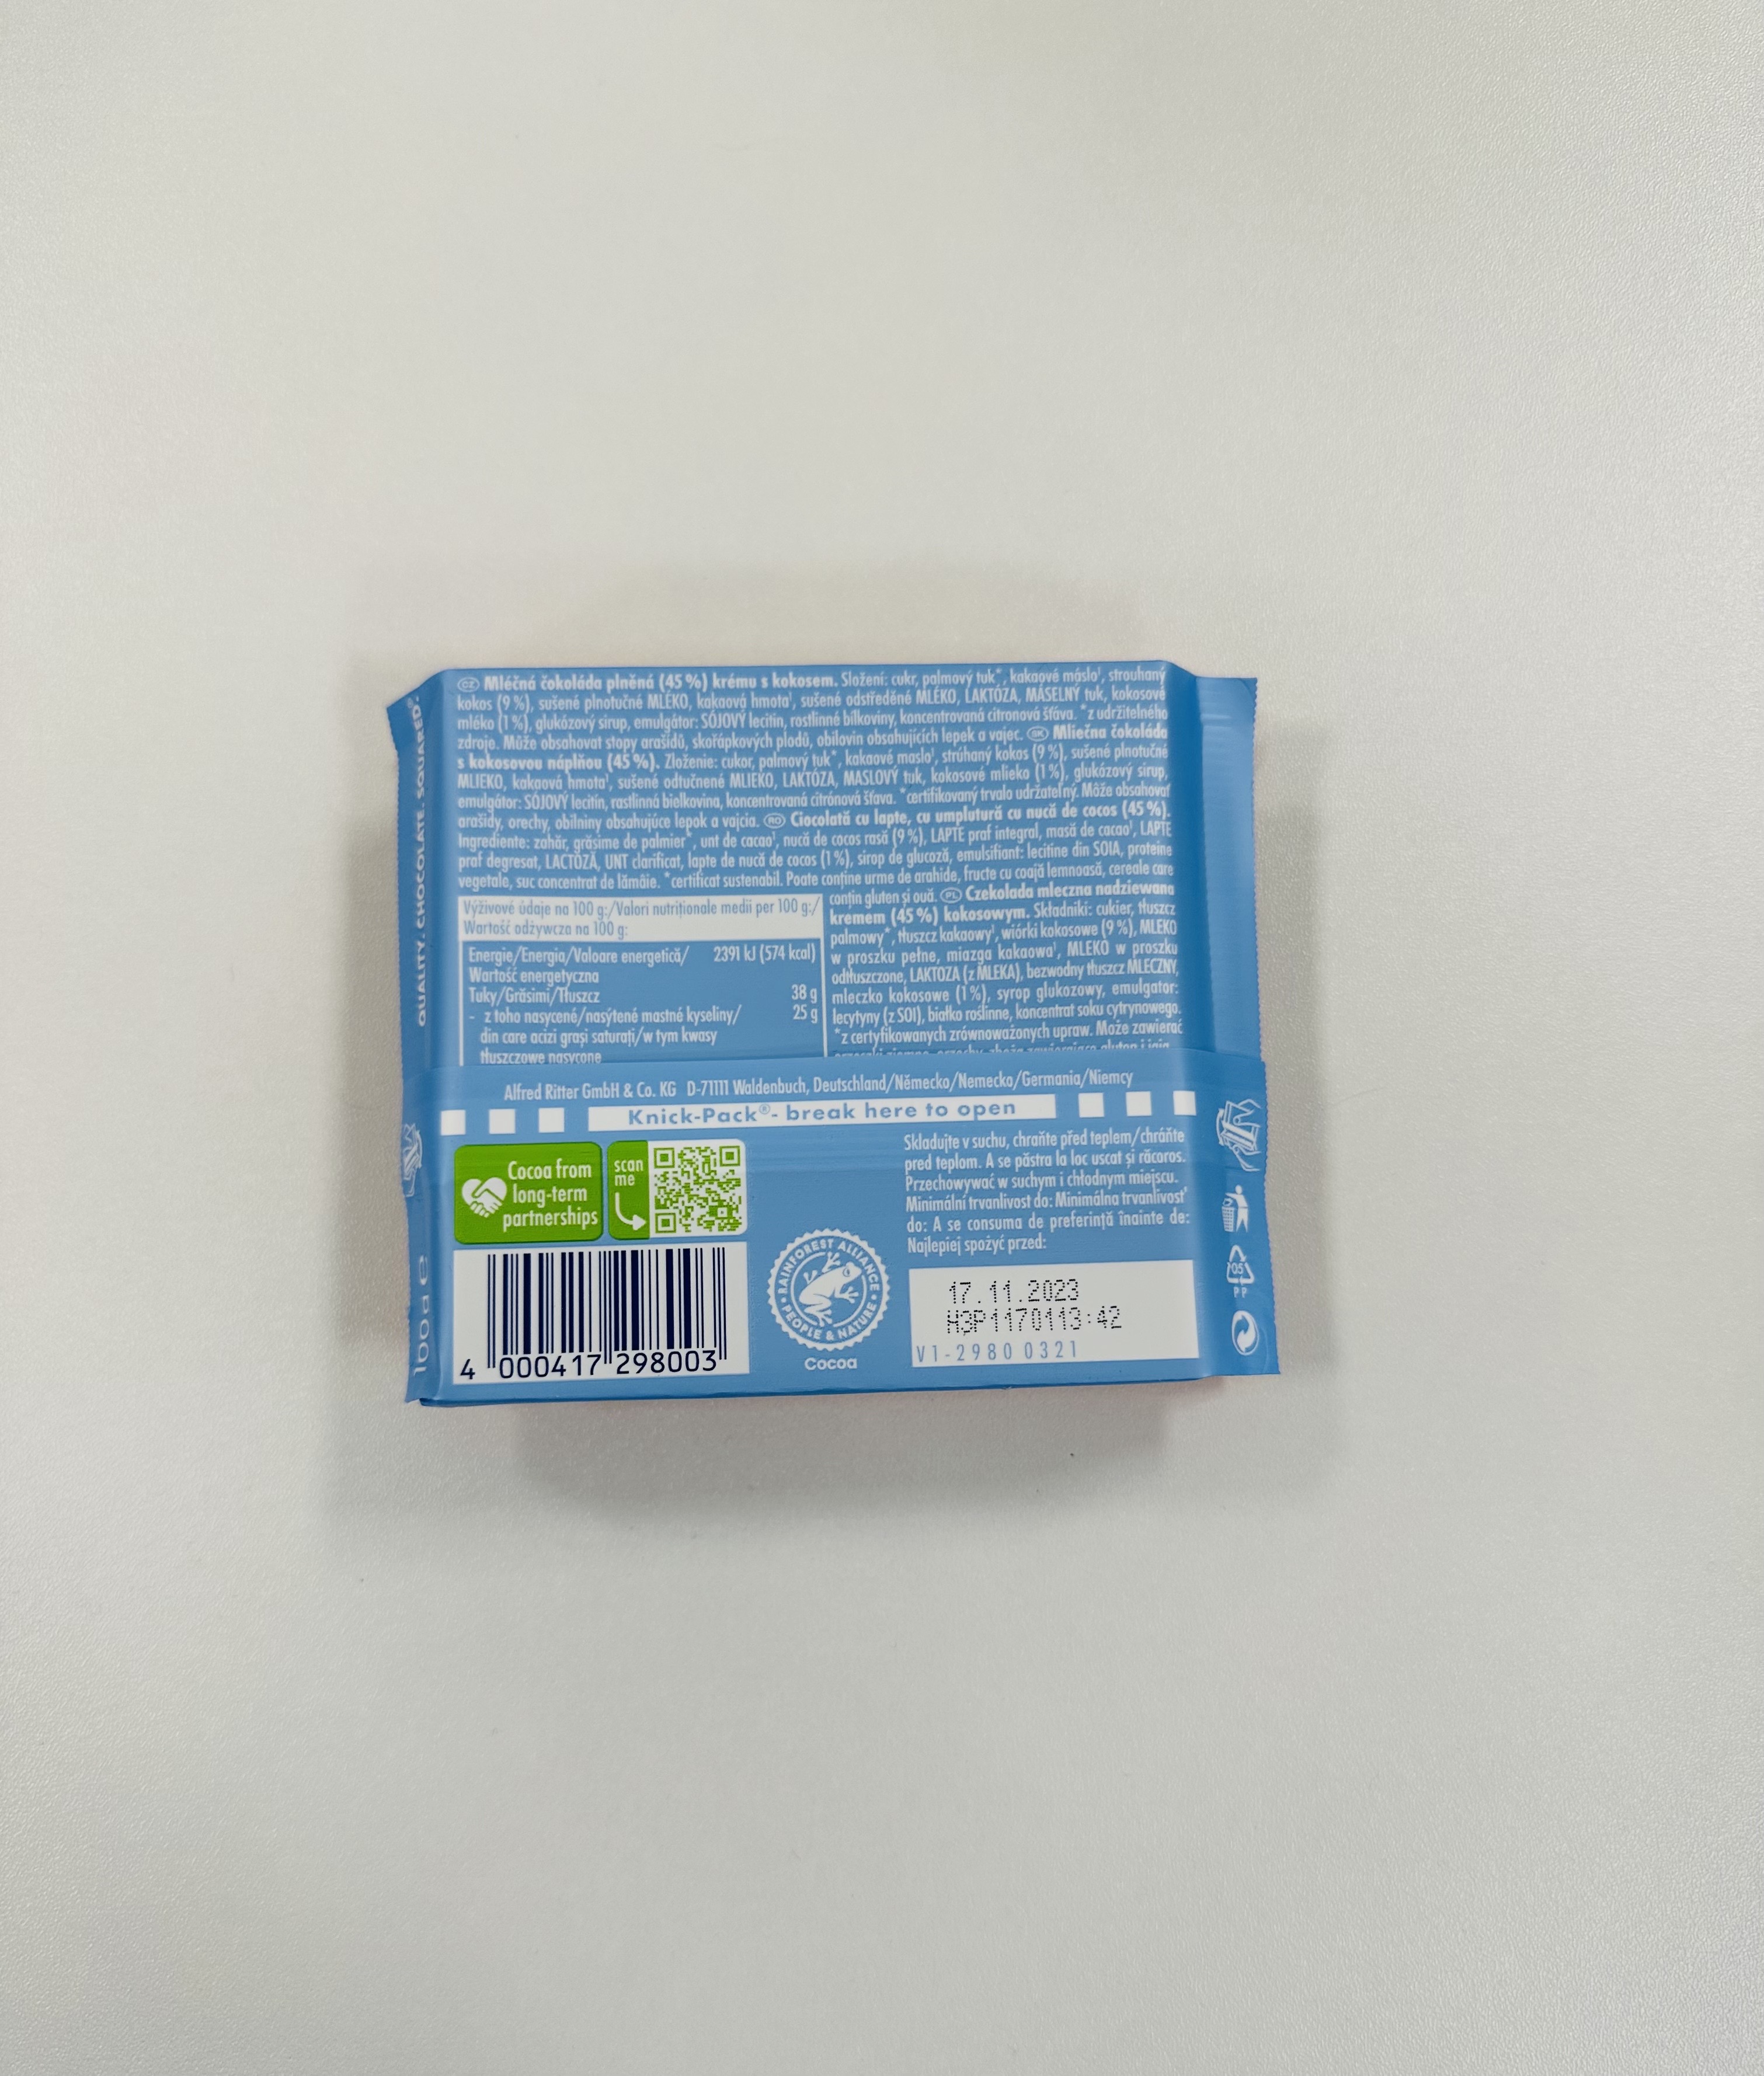 CZ Mléčná čokoláda plněná (45 %) krému s kokosem. Složení: cukr, palmový tuk*, kakaové máslo¹, strouhaný
kokos (9 %), sušené plnotučné MLÉKO, kakaová hmota¹, sušené odstředěné MLÉKO, LAKTÓZA, MÁSELNÝ tuk, kokosové
mléko (1 %), glukózový sirup, emulgátor: SÓJOVÝ lecitin, rostlinné bílkoviny, koncentrovaná citronová šťáva. *z udržitelného
zdroje. Může obsahovat stopy arašídů, skořápkových plodů, obilovin obsahujících lepek a vajec. SK Mliečna čokoláda
s kokosovou náplňou (45 %). Zloženie: cukor, palmový tuk*, kakaové maslo¹, strúhaný kokos (9 %), sušené plnotučné
MLIEKO, kakaová hmota¹, sušené odtučnené MLIEKO, LAKTÓZA, MASLOVÝ tuk, kokosové mlieko (1 %), glukózový sirup,
emulgátor: SÓJOVÝ lecitín, rastlinná bielkovina, koncentrovaná citrónová šťava. *certifikovaný trvalo udržateľný. Môže obsahovať
arašidy, orechy, obilniny obsahujúce lepok a vajcia. RO Ciocolată cu lapte, cu umplutură cu nucă de cocos (45 %).
Ingrediente: zahăr, grăsime de palmier*, unt de cacao¹, nucă de cocos rasă (9 %), LAPTE praf integral, masă de cacao¹, LAPTE
praf degresat, LACTOZĂ, UNT clarificat, lapte de nucă de cocos (1 %), sirop de glucoză, emulsifiant: lecitine din SOIA, proteine
vegetale, suc concentrat de lămâie. *certificat sustenabil. Poate conține urme de arahide, fructe cu coajă lemnoasă, cereale care
conțin gluten și ouă. PL Czekolada mleczna nadziewana
kremem (45 %) kokosowym. Składniki: cukier, tłuszcz
palmowy*, tłuszcz kakaowy¹, wiórki kokosowe (9 %), MLEKO
w proszku pełne, miazga kakaowa¹, MLEKO w proszku
odtłuszczone, LAKTOZA (z MLEKA), bezwodny tłuszcz MLECZNY,
mleczko kokosowe (1 %), syrop glukozowy, emulgator:
lecytyny (z SOI), białko roślinne, koncentrat soku cytrynowego.
*z certyfikowanych zrównoważonych upraw. Może zawierać
orzeszki ziemne, orzechy, zboża zawierające gluten i jaja.
Výživové údaje na 100 g:/Valori nutriționale medii per 100 g:/
Wartość odżywcza na 100 g:
Energie/Energia/Valoare energetică/ 2391 kJ (574 kcal)
Wartość energetyczna
Tuky/Grăsimi/Tłuszcz 38 g
- z toho nasycené/nasýtené mastné kyseliny/ 25 g
din care acizi grași saturați/w tym kwasy
tłuszczowe nasycone
Alfred Ritter GmbH & Co. KG D-71111 Waldenbuch, Deutschland/Německo/Nemecko/Germania/Niemcy
Knick-Pack®- break here to open
Cocoa from
long-term
partnerships
scan
me
4 000417 298003
RAINFOREST ALLIANCE
PEOPLE & NATURE
Cocoa
Skladujte v suchu, chraňte před teplem/chráňte
pred teplom. A se păstra la loc uscat și răcoros.
Przechowywać w suchym i chłodnym miejscu.
Minimální trvanlivost do: Minimálna trvanlivosť
do: A se consuma de preferință înainte de:
Najlepiej spożyć przed:
17.11.2023
H3P1170113:42
V1-2980 0321
QUALITY. CHOCOLATE. SQUARED.®
100 g e
05
PP